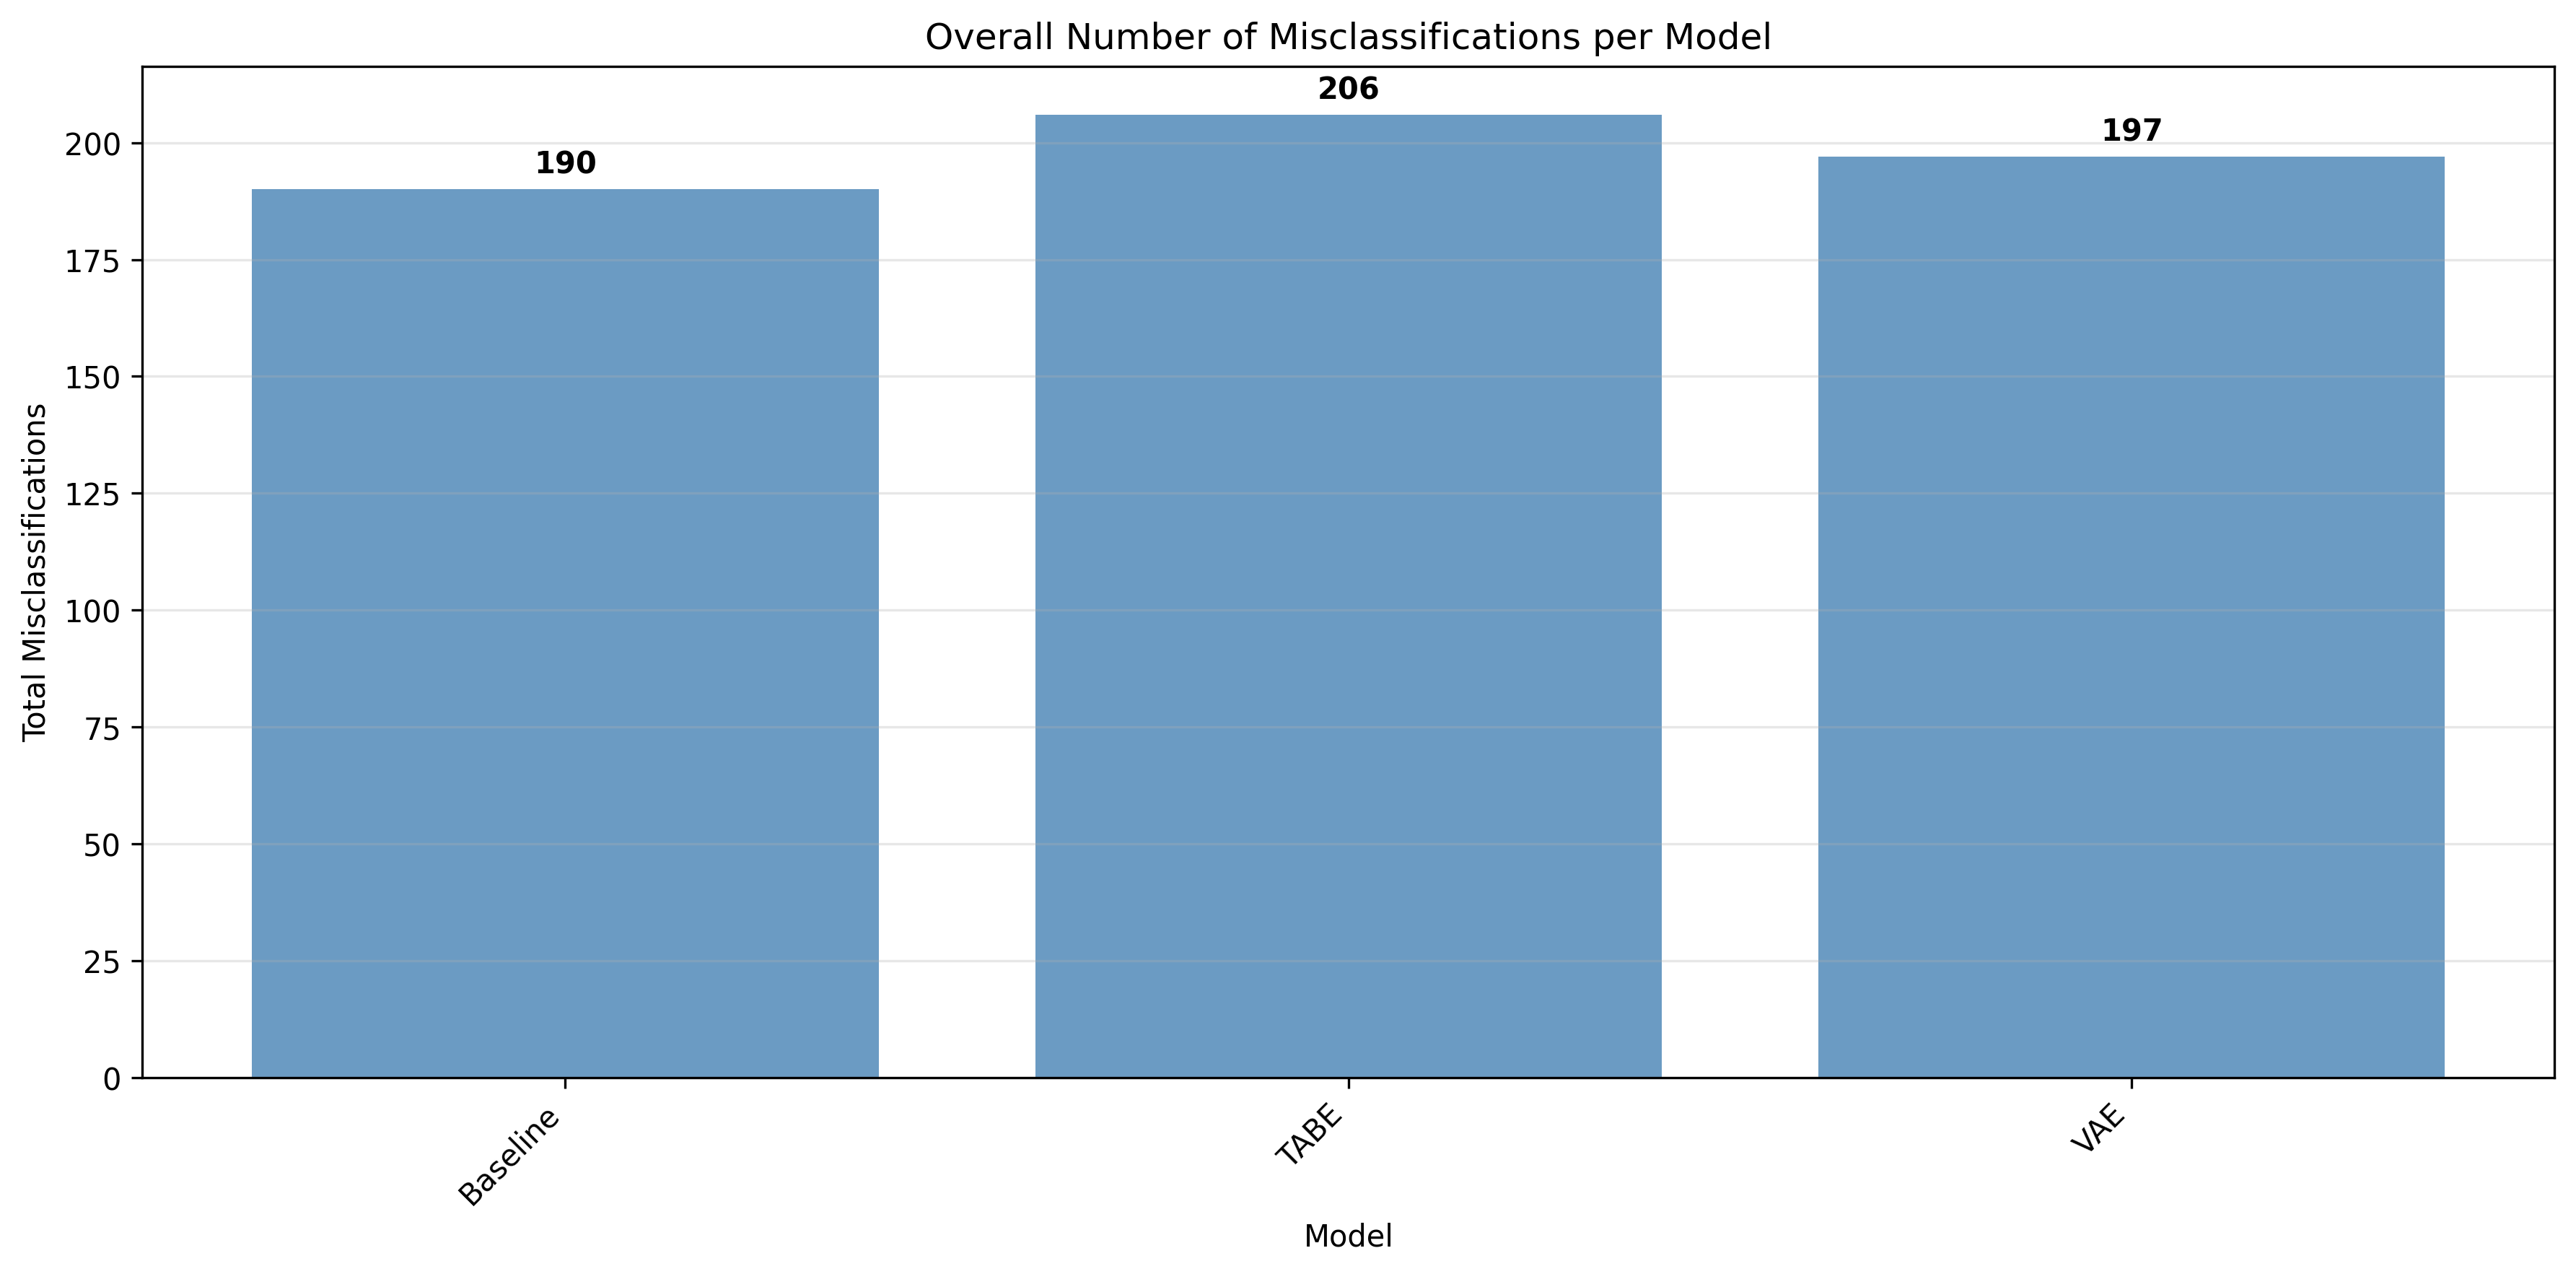 Overall Number of Misclassifications per Model
Total Misclassifications
200
175
150
125
100
75
50
25
0
190
206
197
Baseline
TABE
VAE
Model